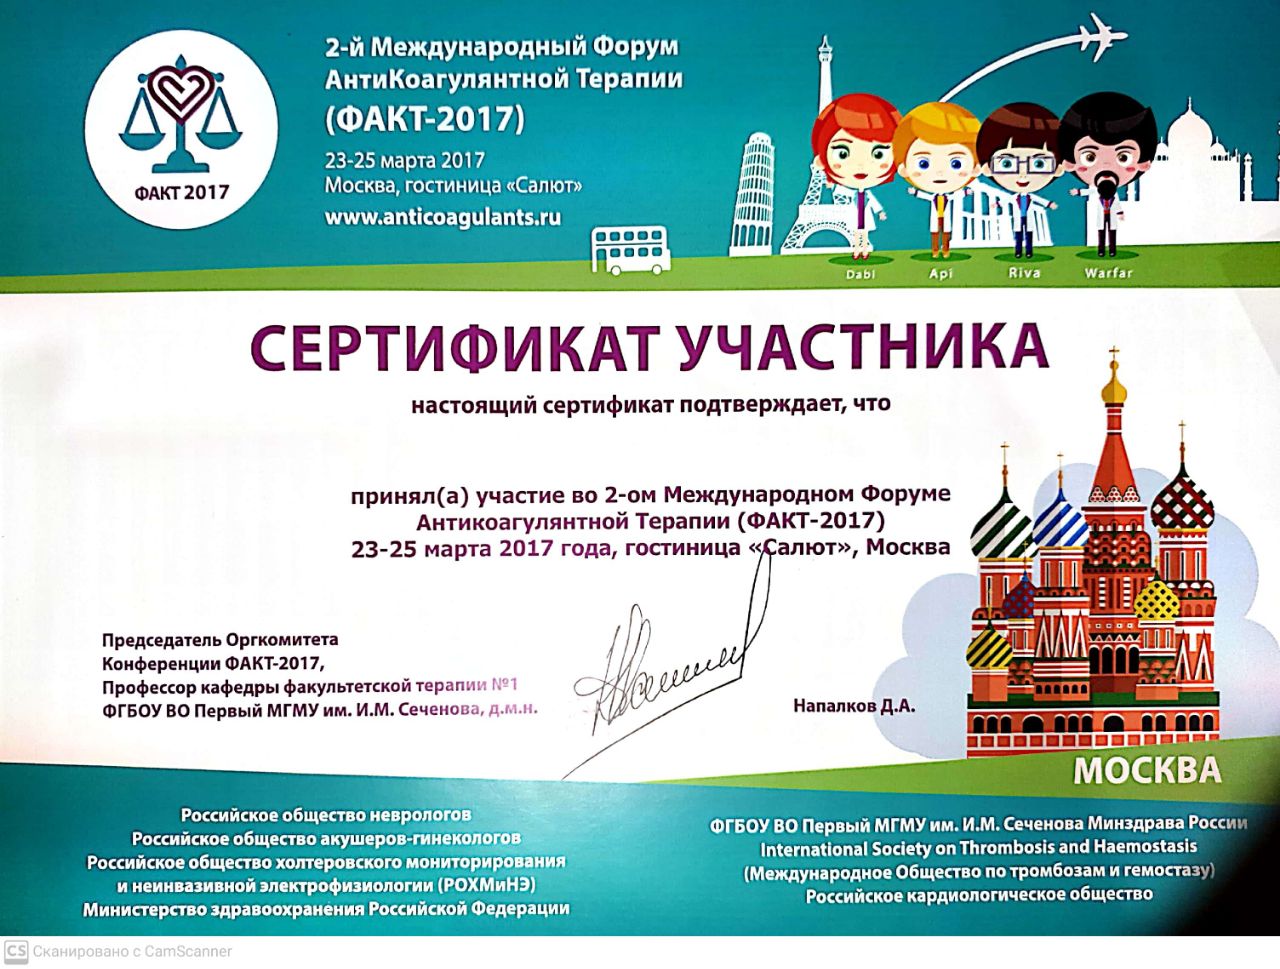 ФАКТ 2017
2-й Международный Форум
АнтиКоагулянтной Терапии
(ФАКТ-2017)
23-25 марта 2017
Москва, гостиница «Салют»
www.anticoagulants.ru
Dabi Api Riva Warfar
СЕРТИФИКАТ УЧАСТНИКА
настоящий сертификат подтверждает, что
принял(а) участие во 2-ом Международном Форуме
Антикоагулянтной Терапии (ФАКТ-2017)
23-25 марта 2017 года, гостиница «Салют», Москва
Председатель Оргкомитета
Конференции ФАКТ-2017,
Профессор кафедры факультетской терапии №1
ФГБОУ ВО Первый МГМУ им. И.М. Сеченова, д.м.н.
Напалков Д.А.
МОСКВА
Российское общество неврологов
Российское общество акушеров-гинекологов
Российское общество холтеровского мониторирования
и неинвазивной электрофизиологии (РОХМиНЭ)
Министерство здравоохранения Российской Федерации
ФГБОУ ВО Первый МГМУ им. И.М. Сеченова Минздрава России
International Society on Thrombosis and Haemostasis
(Международное Общество по тромбозам и гемостазу)
Российское кардиологическое общество
CS Сканировано с CamScanner